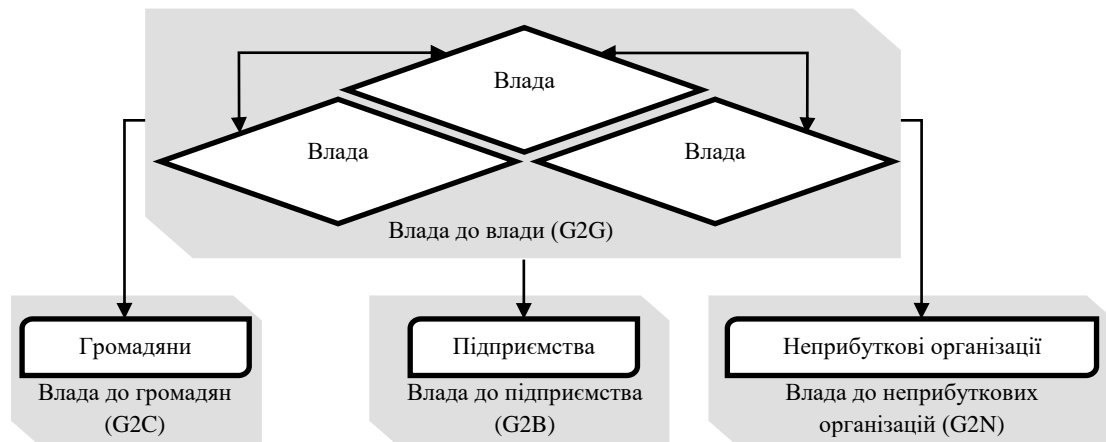 Влада
Влада
Влада
Влада до влади (G2G)
Громадяни
Влада до громадян
(G2C)
Підприємства
Влада до підприємства
(G2B)
Неприбуткові організації
Влада до неприбуткових
організацій (G2N)